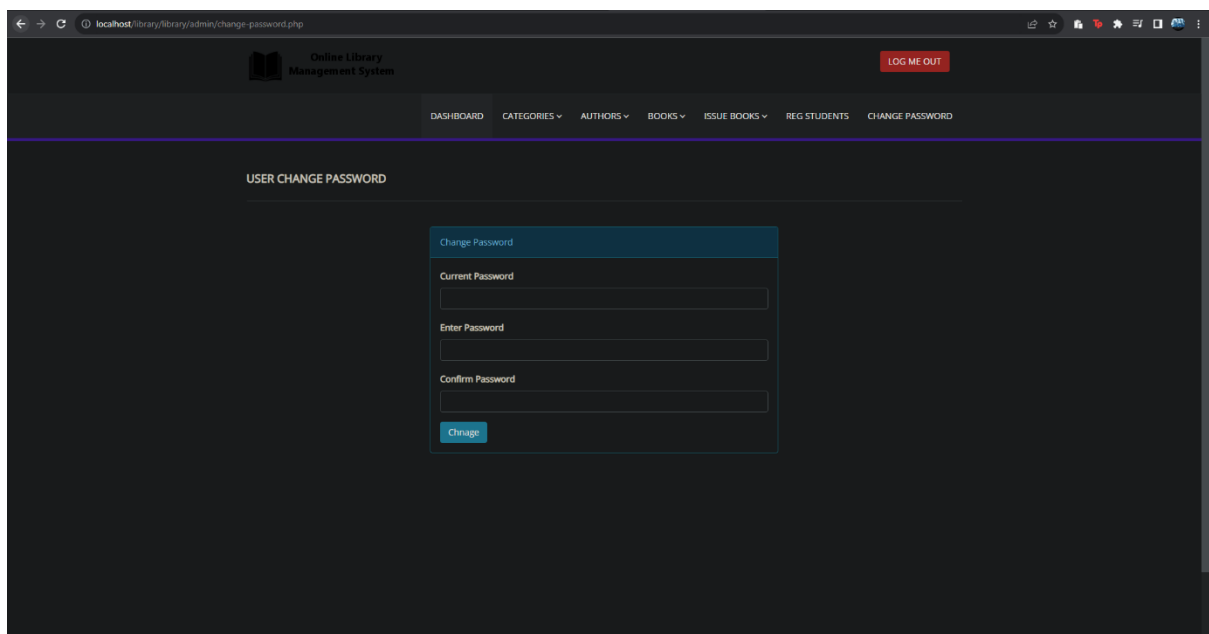 localhost/library/library/admin/change-password.php
Online Library
Management System
LOG ME OUT
DASHBOARD CATEGORIES AUTHORS BOOKS ISSUE BOOKS REG STUDENTS CHANGE PASSWORD
USER CHANGE PASSWORD
Change Password
Current Password
Enter Password
Confirm Password
Chnage